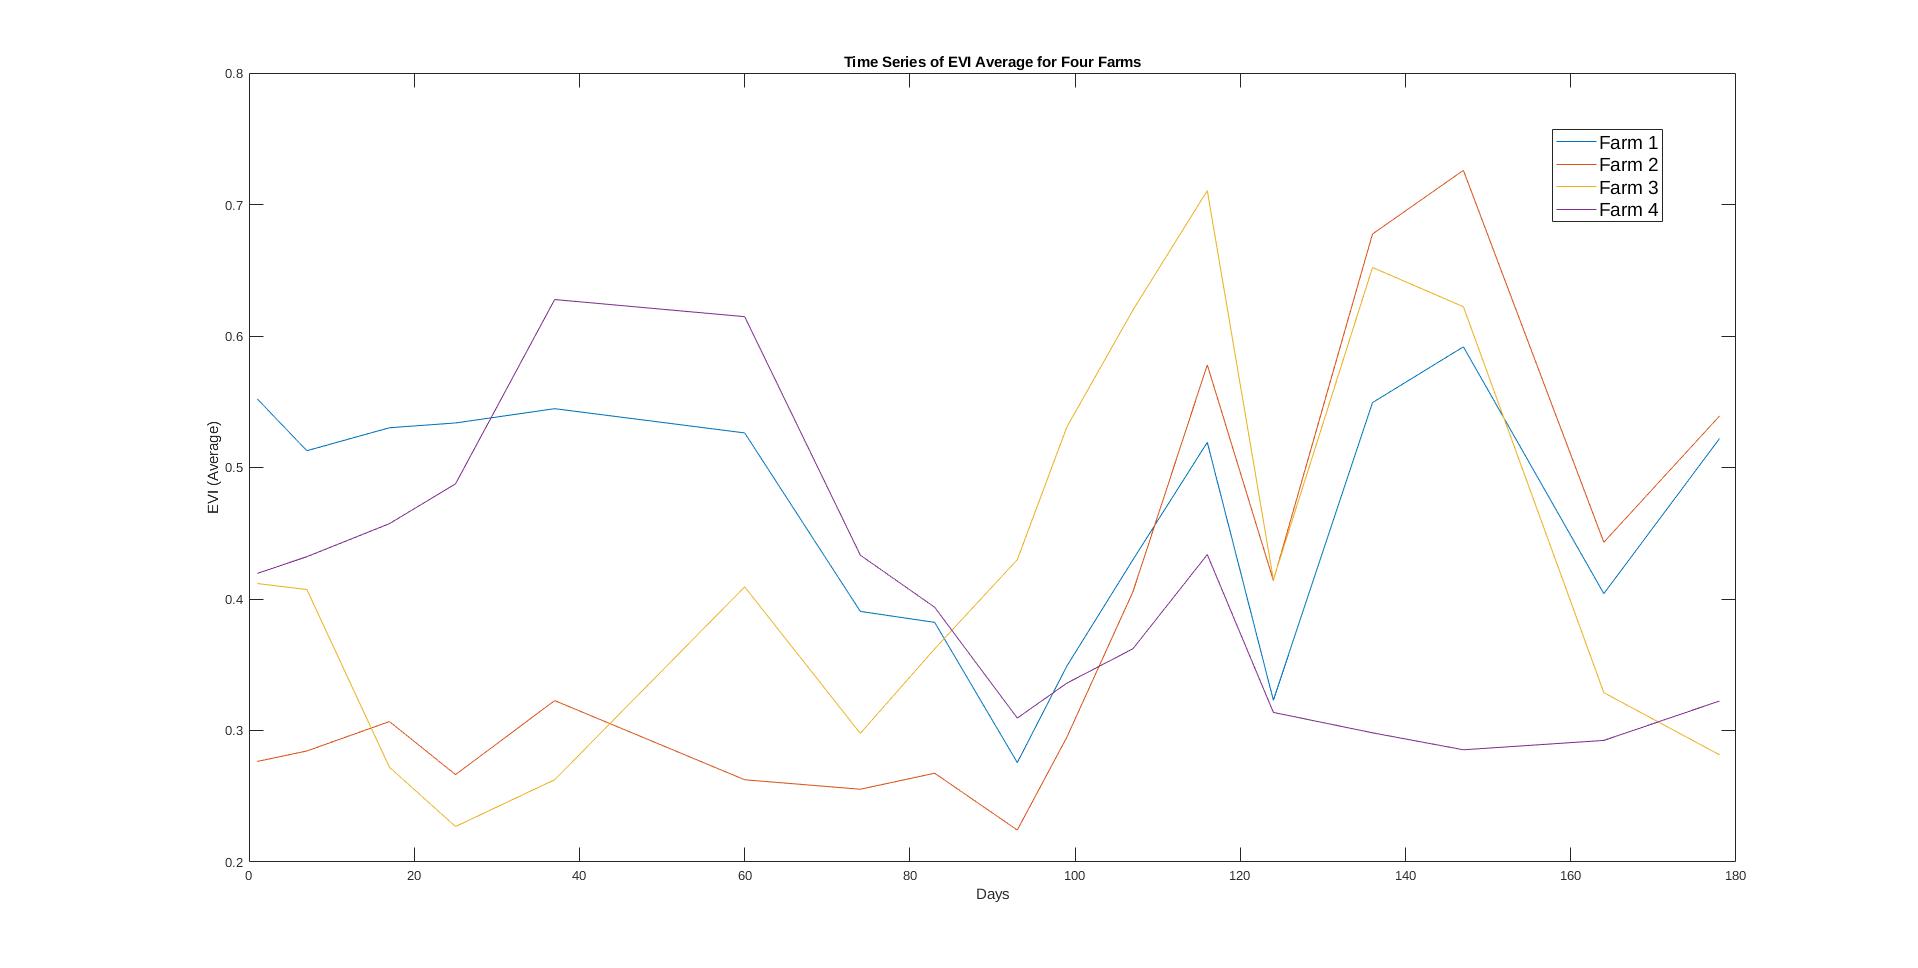 Time Series of EVI Average for Four Farms
0.8
0.7
0.6
0.5
0.4
0.3
0.2
EVI (Average)
Farm 1
Farm 2
Farm 3
Farm 4
0 20 40 60 80 100 120 140 160 180
Days